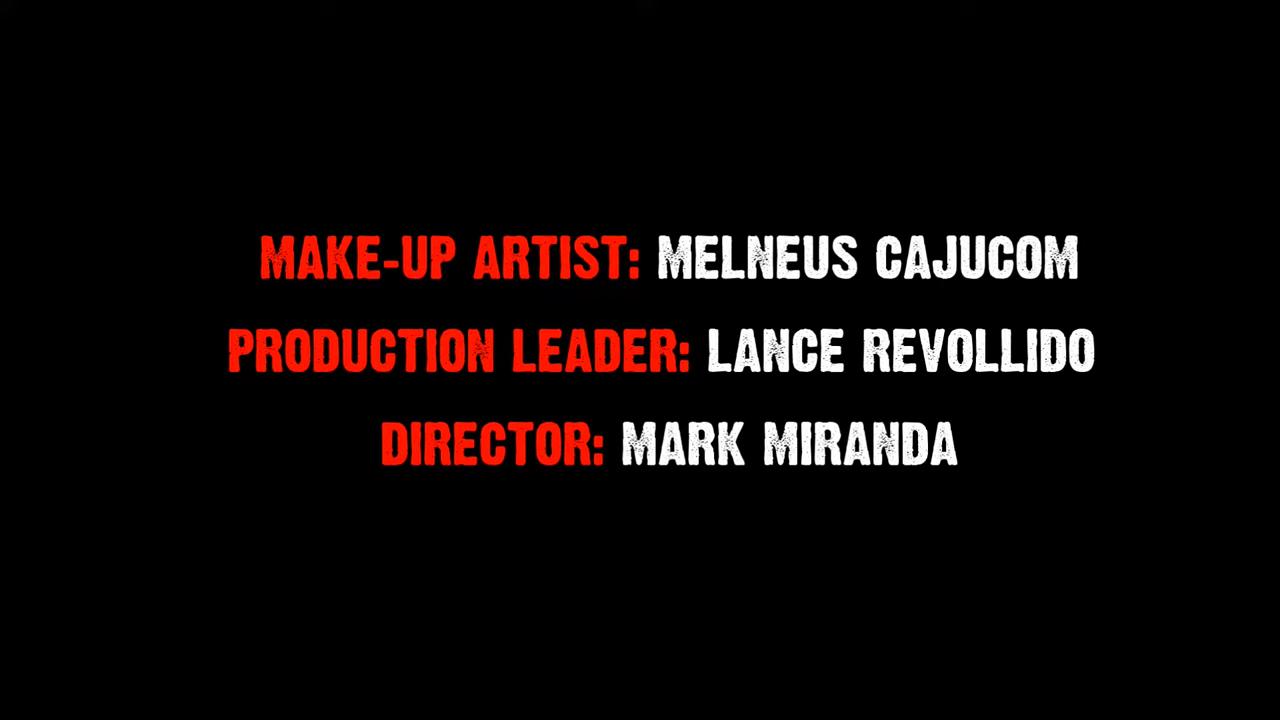 MAKE-UP ARTIST: MELNEUS CAJUCOM
PRODUCTION LEADER: LANCE REVOLLIDO
DIRECTOR: MARK MIRANDA